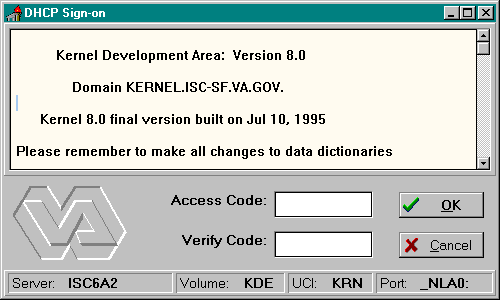 DHCP Sign-on
Kernel Development Area: Version 8.0
Domain KERNEL.ISC-SF.VA.GOV.
Kernel 8.0 final version built on Jul 10, 1995
Please remember to make all changes to data dictionaries
Access Code:
OK
Verify Code:
Cancel
Server: ISC6A2 Volume: KDE UCI: KRN Port: _NLA0: